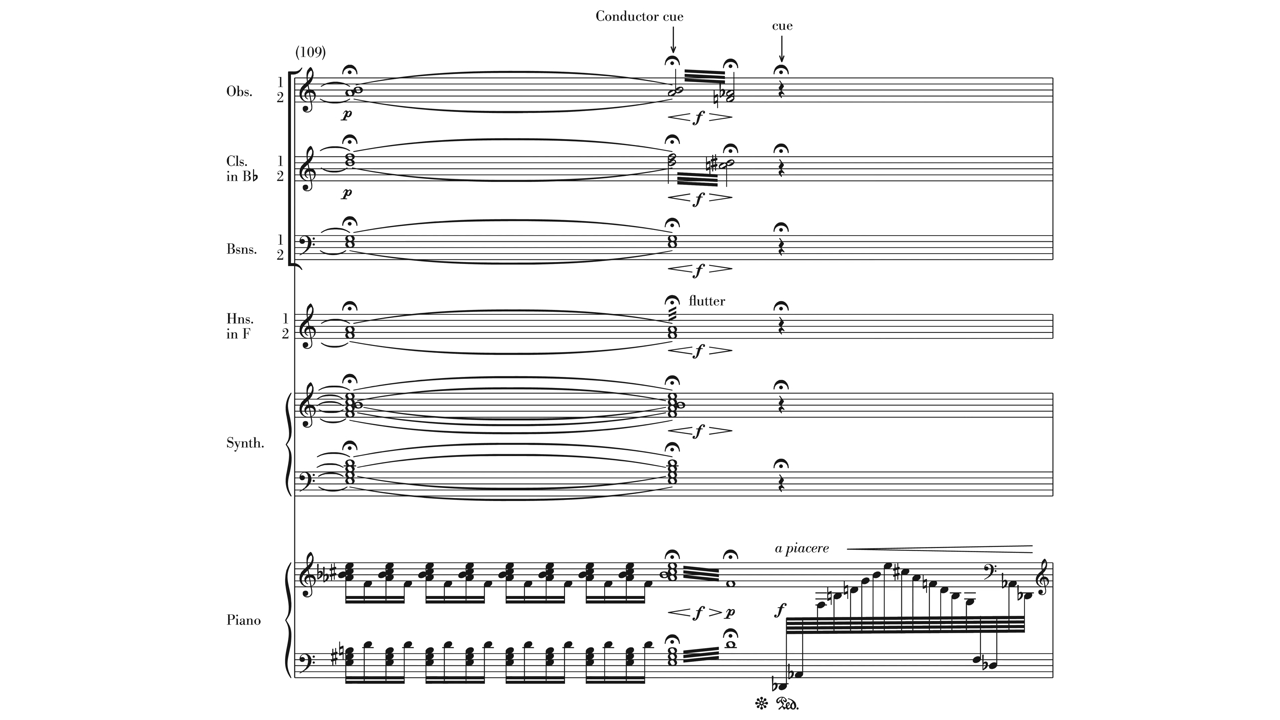 Conductor cue
cue
(109)
Obs. 1
2
p
f
Cls. 1
in B♭ 2
p
f
Bsns. 1
2
f
flutter
Hns. 1
in F 2
f
Synth.
f
a piacere
f p f
Piano
Ped.